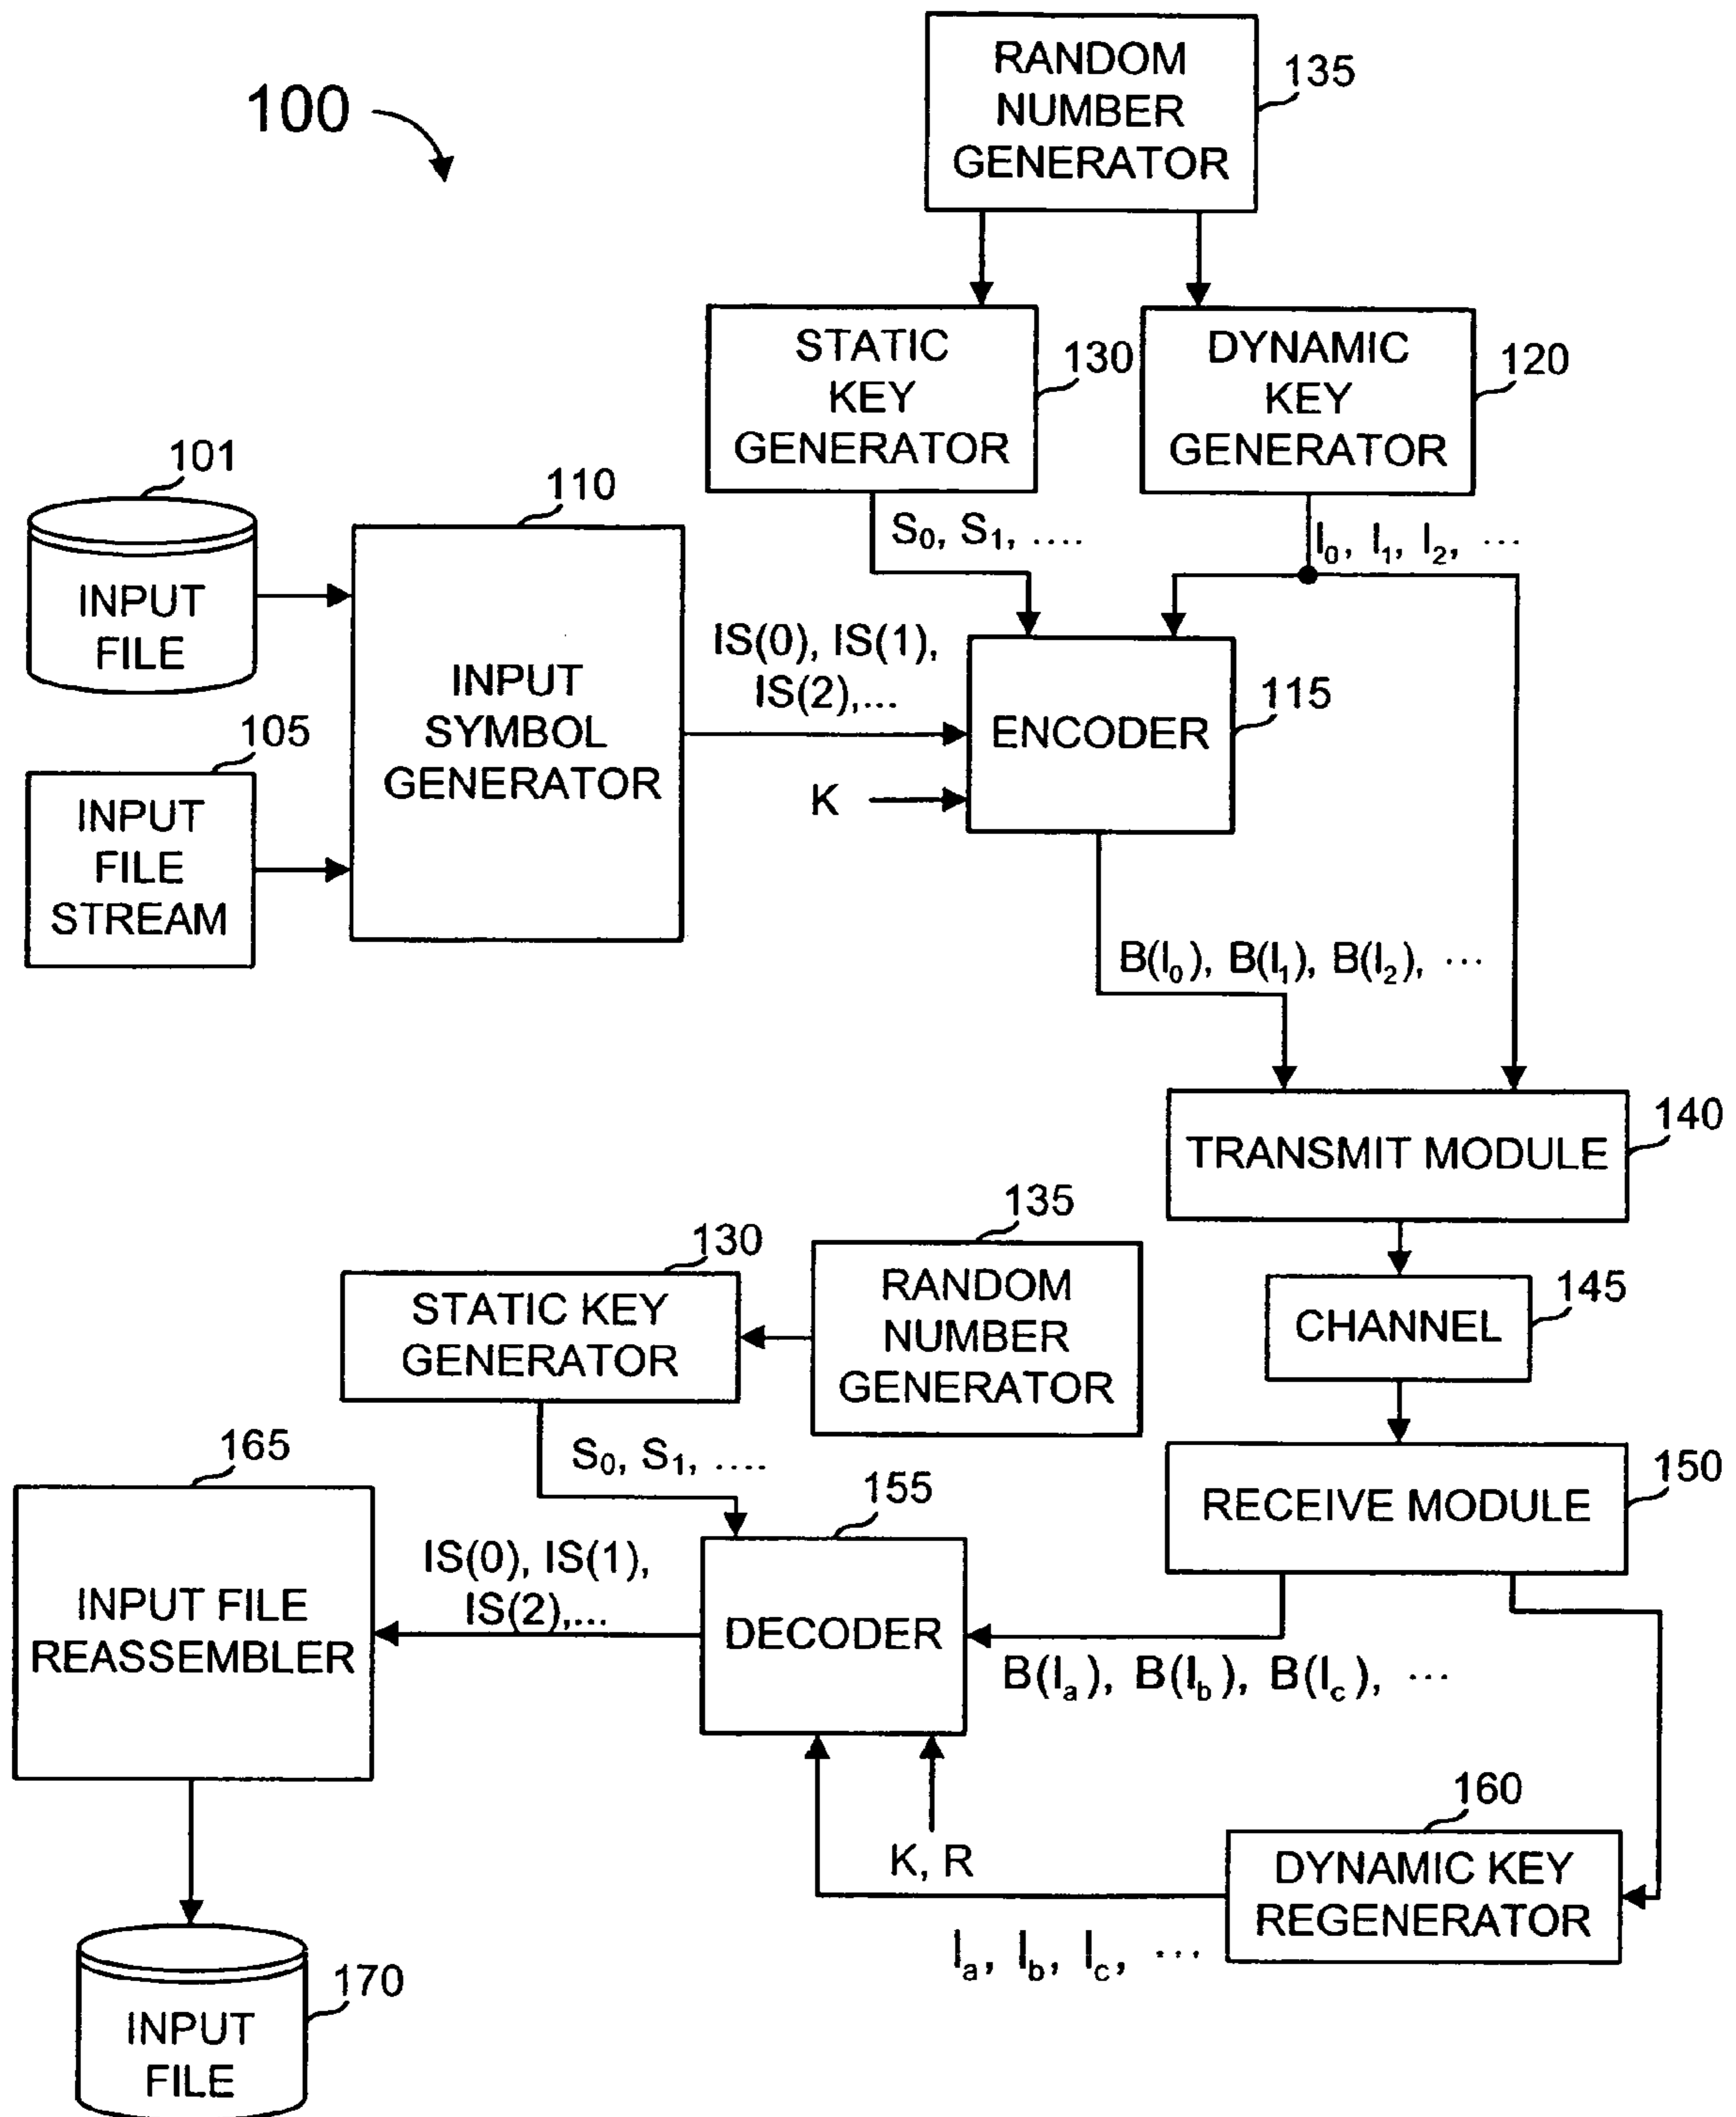 100
RANDOM
NUMBER
GENERATOR
135
STATIC
KEY
GENERATOR
130
DYNAMIC
KEY
GENERATOR
120
S₀, S₁, ....
I₀, I₁, I₂, ...
101
INPUT
FILE
105
INPUT
FILE
STREAM
110
INPUT
SYMBOL
GENERATOR
IS(0), IS(1),
IS(2),...
K
ENCODER
115
B(I₀), B(I₁), B(I₂), ...
TRANSMIT MODULE
140
CHANNEL
145
RECEIVE MODULE
150
135
RANDOM
NUMBER
GENERATOR
130
STATIC KEY
GENERATOR
S₀, S₁, ....
155
DECODER
B(Iₐ), B(I_b), B(I_c), ...
IS(0), IS(1),
IS(2),...
165
INPUT FILE
REASSEMBLER
K, R
160
DYNAMIC KEY
REGENERATOR
Iₐ, I_b, I_c, ...
170
INPUT
FILE